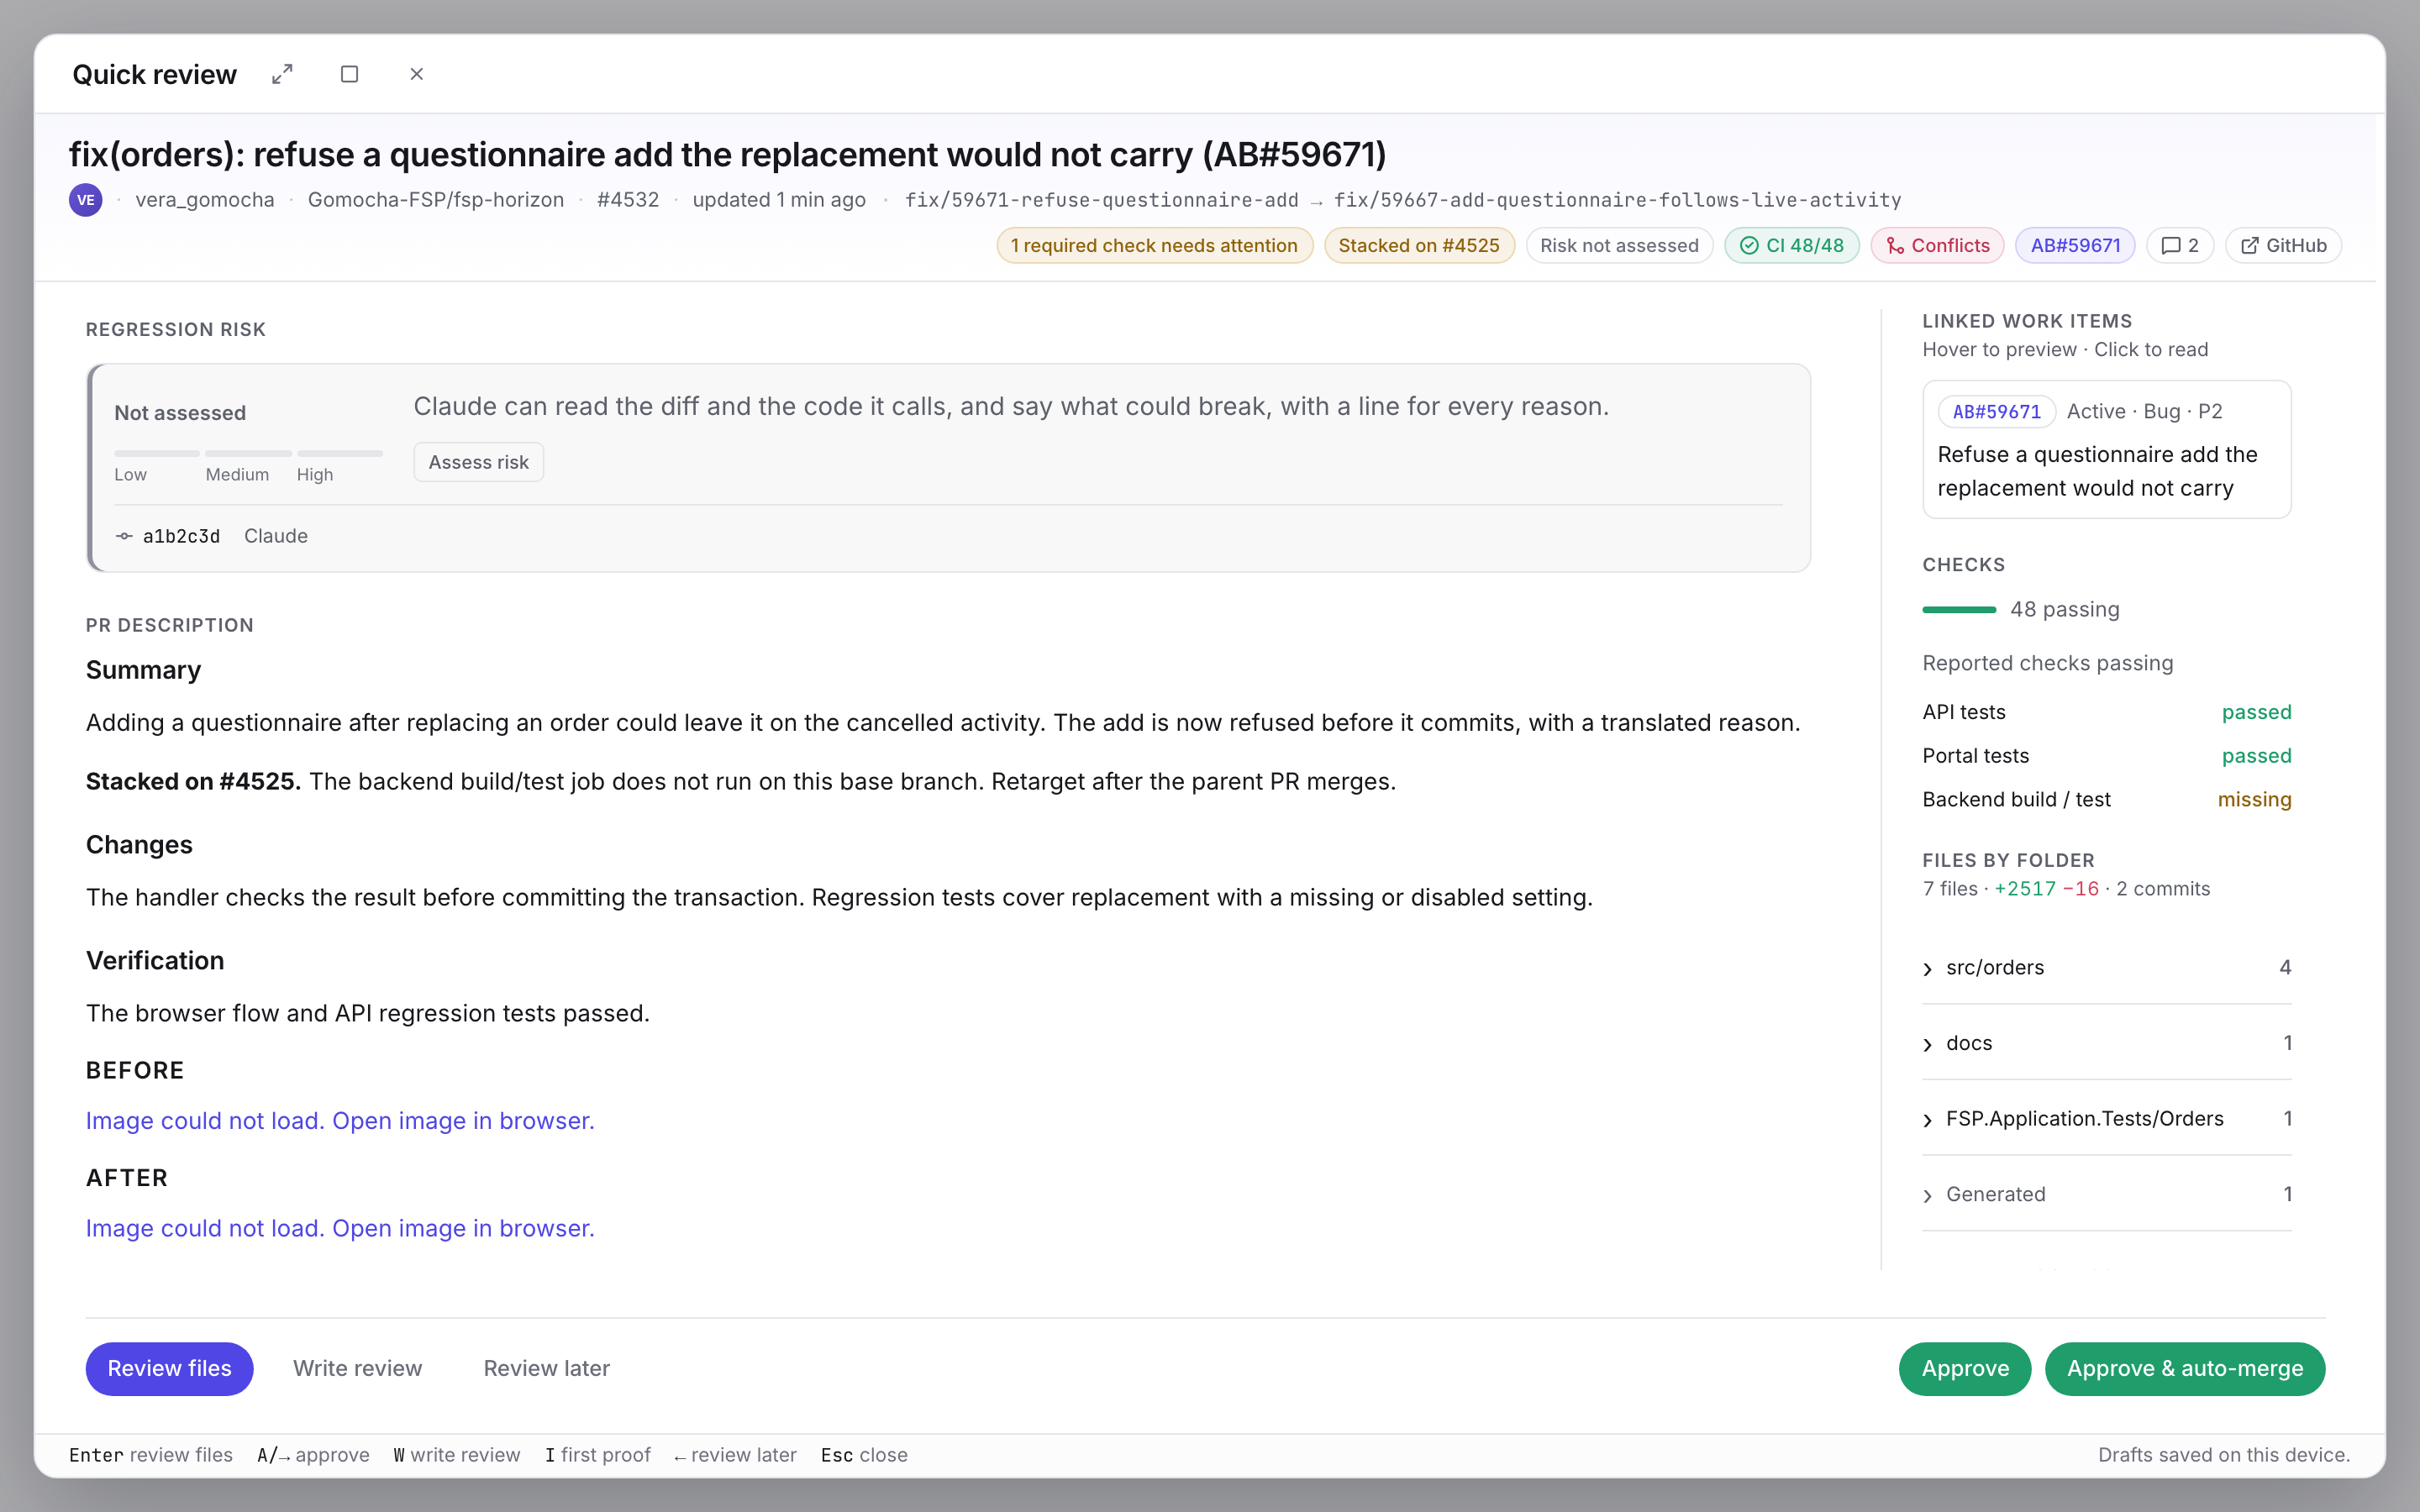 Quick review
fix(orders): refuse a questionnaire add the replacement would not carry (AB#59671)
VE · vera_gomocha · Gomocha-FSP/fsp-horizon · #4532 · updated 1 min ago · fix/59671-refuse-questionnaire-add → fix/59667-add-questionnaire-follows-live-activity
1 required check needs attention Stacked on #4525 Risk not assessed CI 48/48 Conflicts AB#59671 2 GitHub
REGRESSION RISK
Not assessed
Low Medium High
Claude can read the diff and the code it calls, and say what could break, with a line for every reason.
Assess risk
a1b2c3d Claude
PR DESCRIPTION
Summary
Adding a questionnaire after replacing an order could leave it on the cancelled activity. The add is now refused before it commits, with a translated reason.
Stacked on #4525. The backend build/test job does not run on this base branch. Retarget after the parent PR merges.
Changes
The handler checks the result before committing the transaction. Regression tests cover replacement with a missing or disabled setting.
Verification
The browser flow and API regression tests passed.
BEFORE
Image could not load. Open image in browser.
AFTER
Image could not load. Open image in browser.
LINKED WORK ITEMS
Hover to preview · Click to read
AB#59671 Active · Bug · P2
Refuse a questionnaire add the
replacement would not carry
CHECKS
48 passing
Reported checks passing
API tests passed
Portal tests passed
Backend build / test missing
FILES BY FOLDER
7 files · +2517 −16 · 2 commits
src/orders 4
docs 1
FSP.Application.Tests/Orders 1
Generated 1
Review files Write review Review later Approve Approve & auto-merge
Enter review files A/→ approve W write review I first proof ← review later Esc close Drafts saved on this device.